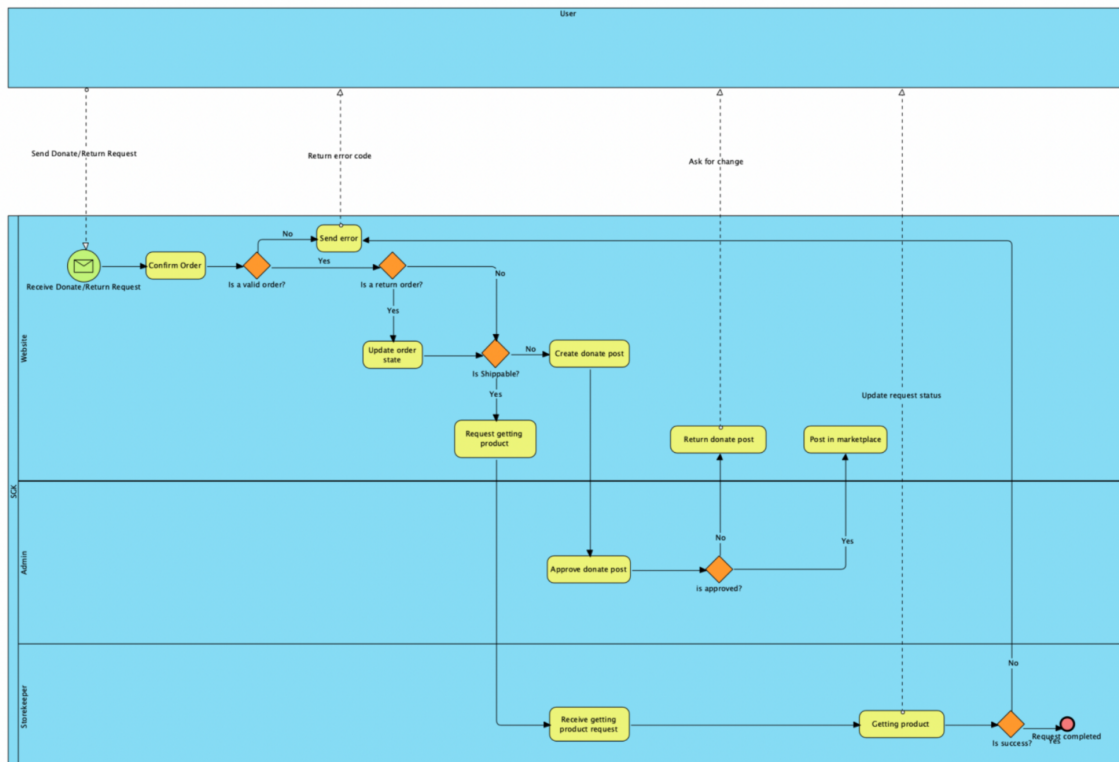 User
Send Donate/Return Request
Return error code
Ask for change
Update request status
SGK
Website
Receive Donate/Return Request
Confirm Order
Is a valid order?
No
Yes
Send error
Is a return order?
No
Yes
Update order
state
Is Shippable?
No
Yes
Create donate post
Request getting
product
Return donate post
Post in marketplace
Admin
Approve donate post
is approved?
No
Yes
Storekeeper
Receive getting
product request
Getting product
Is success?
No
Yes
Request completed